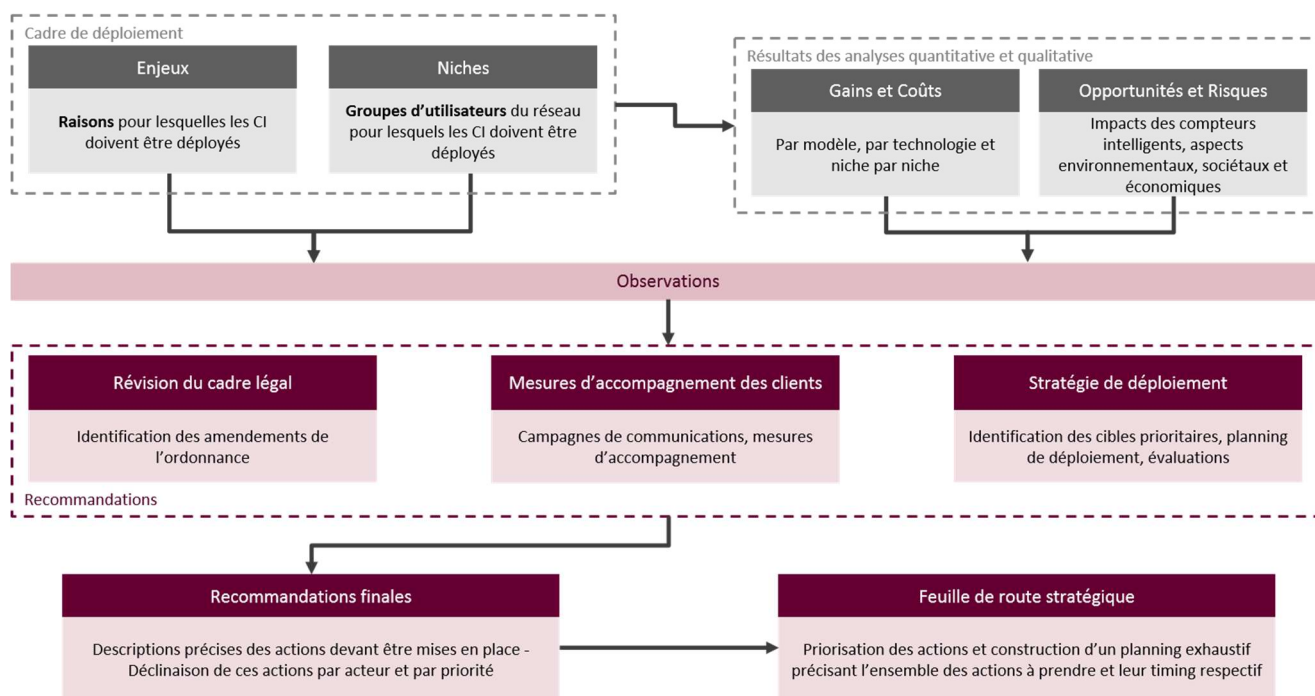 Cadre de déploiement
Enjeux
Raisons pour lesquelles les CI
doivent être déployés
Niches
Groupes d'utilisateurs du réseau
pour lesquels les CI doivent être
déployés
Résultats des analyses quantitative et qualitative
Gains et Coûts
Par modèle, par technologie et
niche par niche
Opportunités et Risques
Impacts des compteurs
intelligents, aspects
environnementaux, sociétaux et
économiques
Observations
Révision du cadre légal
Identification des amendements de
l'ordonnance
Mesures d'accompagnement des clients
Campagnes de communications, mesures
d'accompagnement
Stratégie de déploiement
Identification des cibles prioritaires, planning
de déploiement, évaluations
Recommandations
Recommandations finales
Descriptions précises des actions devant être mises en place -
Déclinaison de ces actions par acteur et par priorité
Feuille de route stratégique
Priorisation des actions et construction d'un planning exhaustif
précisant l'ensemble des actions à prendre et leur timing respectif